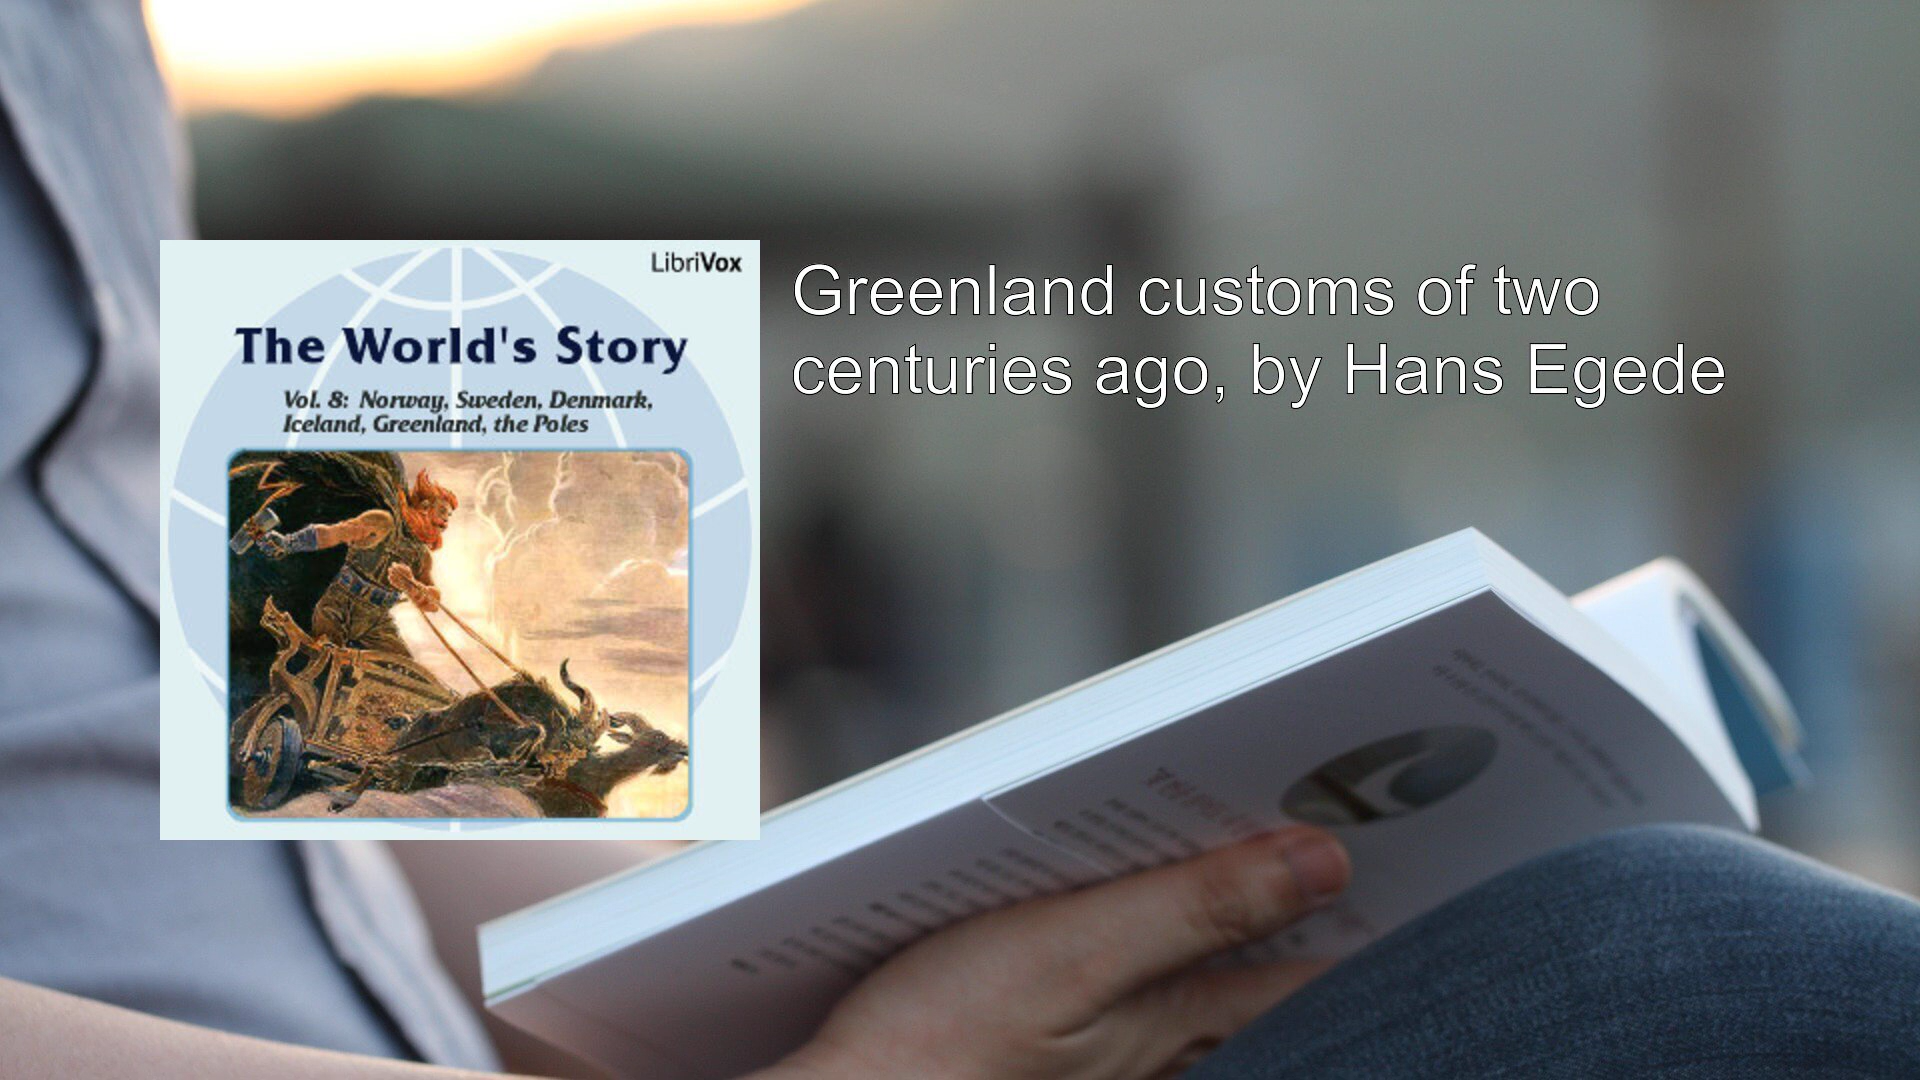 LibriVox
The World's Story
Vol. 8: Norway, Sweden, Denmark,
Iceland, Greenland, the Poles
Greenland customs of two
centuries ago, by Hans Egede